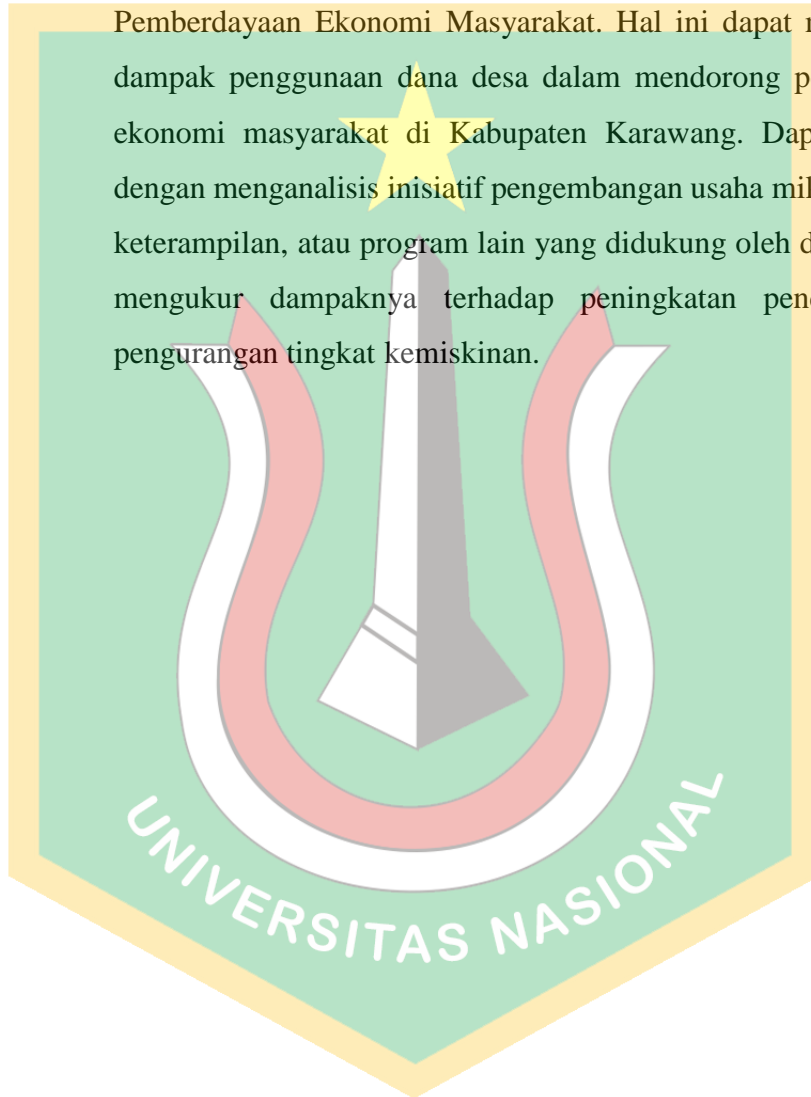 Pemberdayaan Ekonomi Masyarakat. Hal ini dapat
dampak penggunaan dana desa dalam mendorong
ekonomi masyarakat di Kabupaten Karawang.
dengan menganalisis inisiatif pengembangan usaha
keterampilan, atau program lain yang didukung oleh
mengukur dampaknya terhadap peningkatan
pengurangan tingkat kemiskinan.
UNIVERSITAS NASIONAL